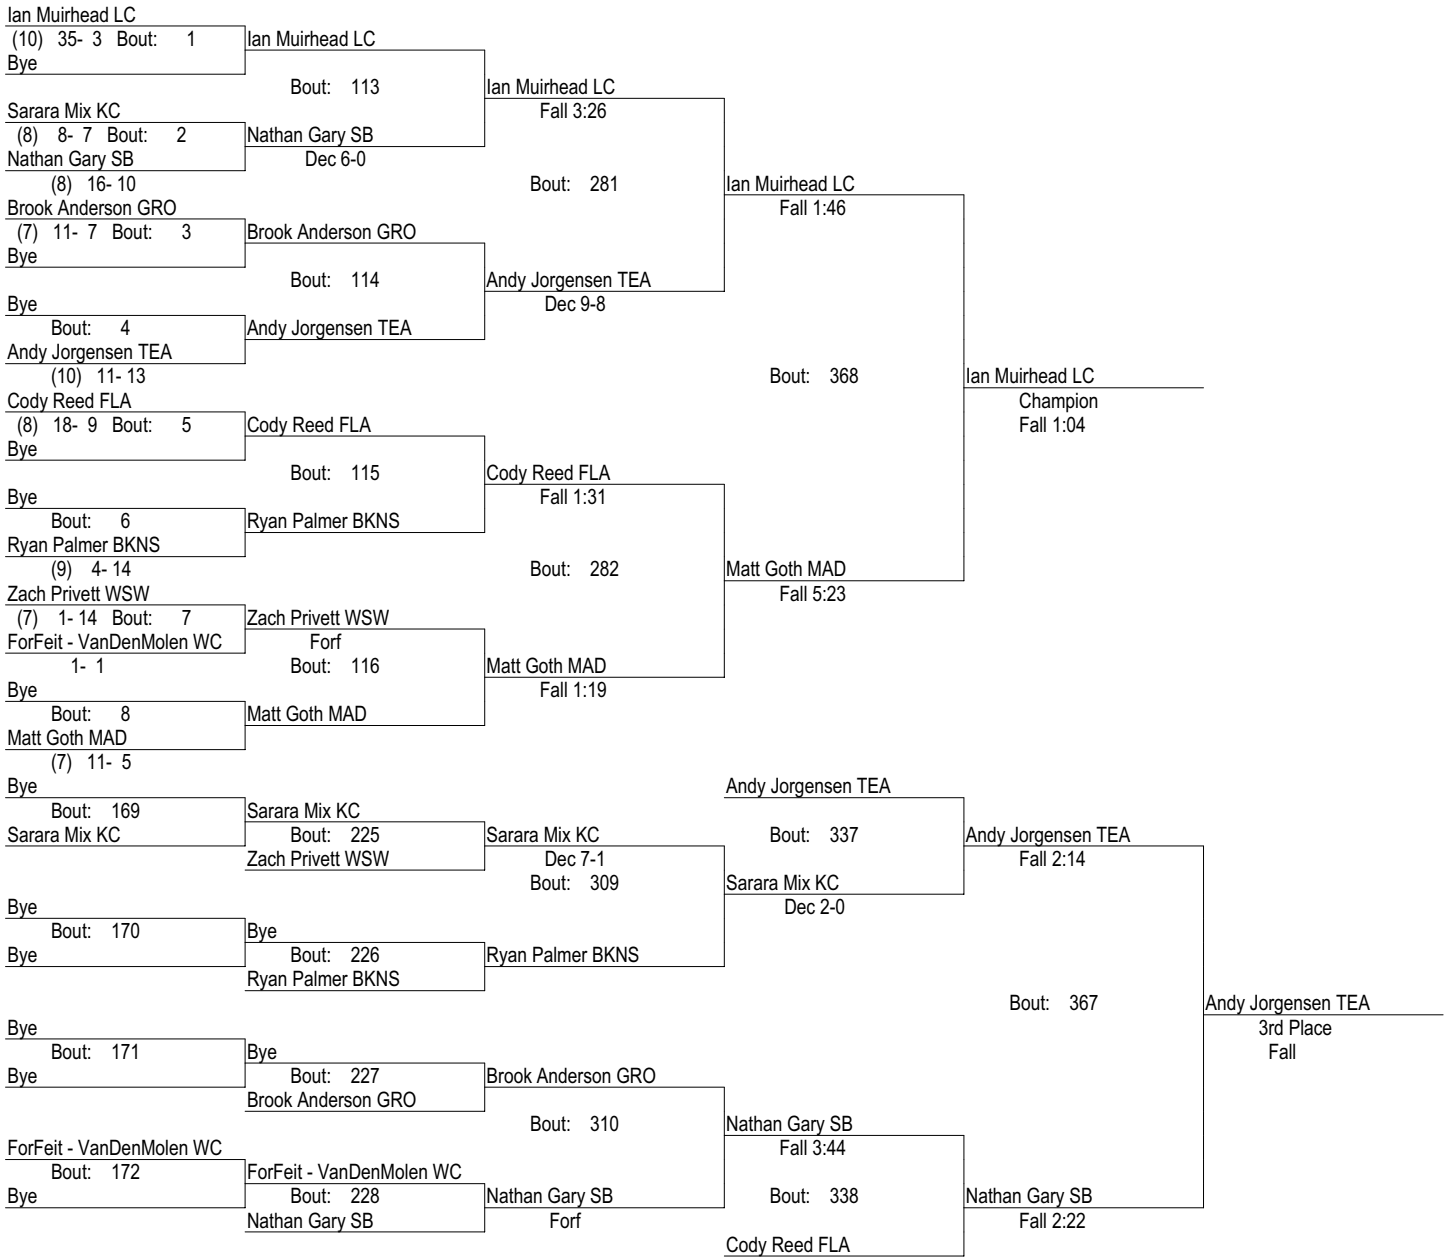 Ian Muirhead LC
(10) 35- 3 Bout: 1
Ian Muirhead LC
Bye
Bout: 113
Ian Muirhead LC
Sarara Mix KC
Fall 3:26
(8) 8- 7 Bout: 2
Nathan Gary SB
Nathan Gary SB
Dec 6-0
(8) 16- 10
Bout: 281
Ian Muirhead LC
Brook Anderson GRO
Fall 1:46
(7) 11- 7 Bout: 3
Brook Anderson GRO
Bye
Bout: 114
Andy Jorgensen TEA
Bye
Dec 9-8
Bout: 4
Andy Jorgensen TEA
Andy Jorgensen TEA
(10) 11- 13
Bout: 368
Ian Muirhead LC
Cody Reed FLA
Champion
(8) 18- 9 Bout: 5
Cody Reed FLA
Fall 1:04
Bye
Bout: 115
Cody Reed FLA
Bye
Fall 1:31
Bout: 6
Ryan Palmer BKNS
Ryan Palmer BKNS
(9) 4- 14
Bout: 282
Matt Goth MAD
Zach Privett WSW
Fall 5:23
(7) 1- 14 Bout: 7
Zach Privett WSW
ForFeit - VanDenMolen WC
Forf
1- 1
Bout: 116
Matt Goth MAD
Bye
Fall 1:19
Bout: 8
Matt Goth MAD
Matt Goth MAD
(7) 11- 5
Bye
Andy Jorgensen TEA
Bout: 169
Sarara Mix KC
Sarara Mix KC
Bout: 225
Sarara Mix KC
Bout: 337
Andy Jorgensen TEA
Zach Privett WSW
Dec 7-1
Fall 2:14
Bout: 309
Sarara Mix KC
Bye
Dec 2-0
Bout: 170
Bye
Bye
Bout: 226
Ryan Palmer BKNS
Ryan Palmer BKNS
Bout: 367
Andy Jorgensen TEA
Bye
3rd Place
Bout: 171
Bye
Fall
Bye
Bout: 227
Brook Anderson GRO
Brook Anderson GRO
Bout: 310
Nathan Gary SB
ForFeit - VanDenMolen WC
Fall 3:44
Bout: 172
ForFeit - VanDenMolen WC
Bye
Bout: 228
Nathan Gary SB
Bout: 338
Nathan Gary SB
Nathan Gary SB
Forf
Fall 2:22
Cody Reed FLA